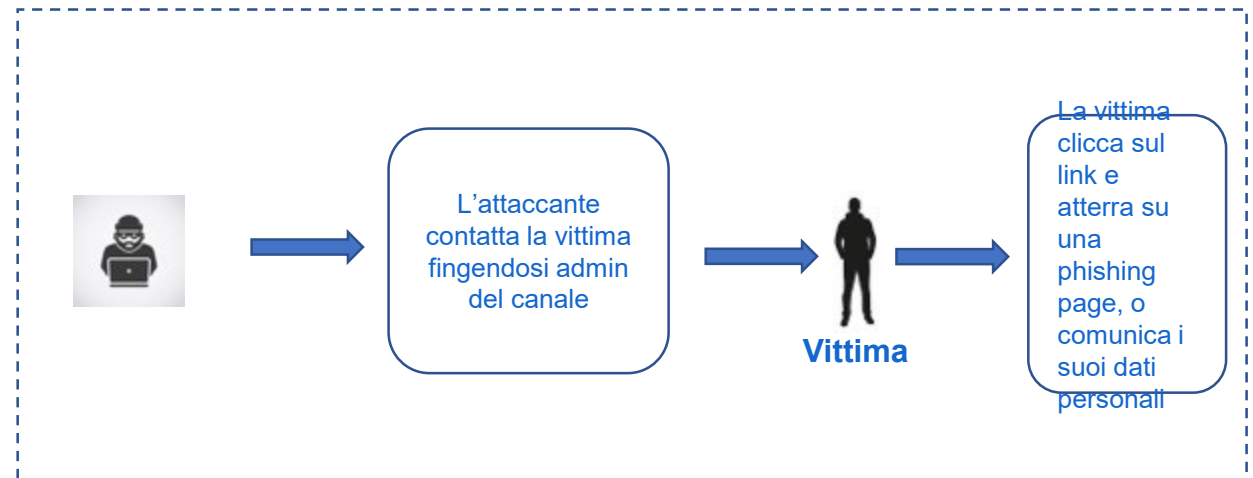 L’attaccante
contatta la vittima
fingendosi admin
del canale
Vittima
La vittima
clicca sul
link e
atterra su
una
phishing
page, o
comunica i
suoi dati
personali